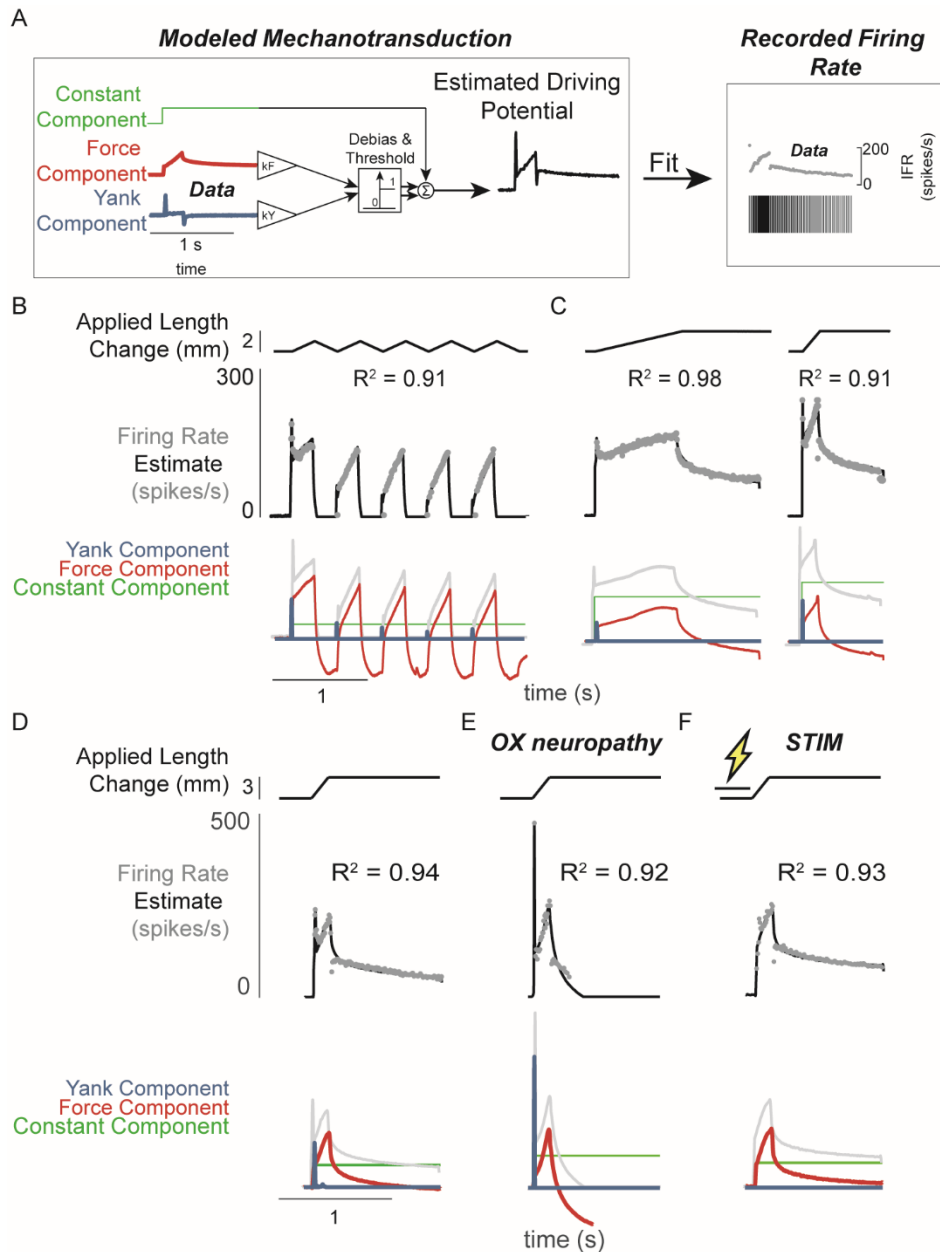 A
Modeled Mechanotransduction
Recorded Firing
Rate
Constant
Component
Force
Component
Yank
Component
Data
1 s
time
kF
kY
Debias &
Threshold
1
0
Σ
Estimated Driving
Potential
Fit
Data
200
0
IFR
(spikes/s)
B
Applied Length
Change (mm)
2
C
300
0
R² = 0.91
R² = 0.98
R² = 0.91
Firing Rate
Estimate
(spikes/s)
Yank Component
Force Component
Constant Component
1
time (s)
D
E
OX neuropathy
F
STIM
Applied Length
Change (mm)
3
500
0
R² = 0.94
R² = 0.92
R² = 0.93
Firing Rate
Estimate
(spikes/s)
Yank Component
Force Component
Constant Component
1
time (s)